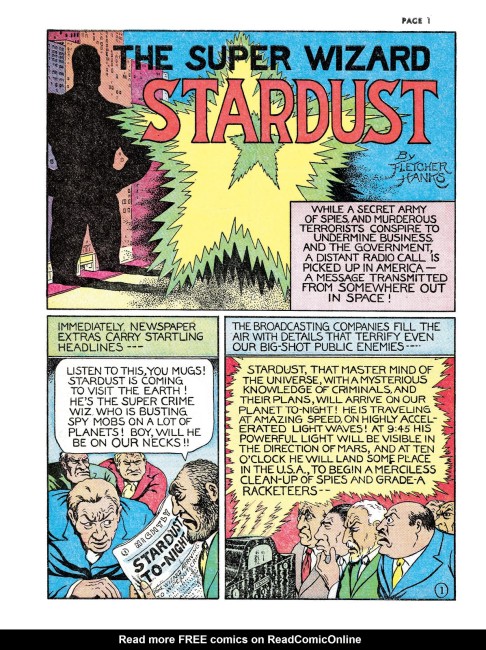 PAGE 1
THE SUPER WIZARD
STARDUST
By
FLETCHER
HANKS
WHILE A SECRET ARMY
OF SPIES, AND MURDEROUS
TERRORISTS CONSPIRE TO
UNDERMINE BUSINESS
AND THE GOVERNMENT,
A DISTANT RADIO CALL IS
PICKED UP IN AMERICA —
A MESSAGE TRANSMITTED
FROM SOMEWHERE OUT
IN SPACE!
IMMEDIATELY, NEWSPAPER
EXTRAS CARRY STARTLING
HEADLINES ---
LISTEN TO THIS, YOU MUGS!
STARDUST IS COMING
TO VISIT THE EARTH!
HE'S THE SUPER CRIME
WIZ. WHO IS BUSTING
SPY MOBS ON A LOT OF
PLANETS! BOY, WILL HE
BE ON OUR NECKS!!
STARDUST
TO-NIGHT
THE BROADCASTING COMPANIES FILL THE
AIR WITH DETAILS THAT TERRIFY EVEN
OUR BIG-SHOT PUBLIC ENEMIES ----
STARDUST, THAT MASTER MIND OF
THE UNIVERSE, WITH A MYSTERIOUS
KNOWLEDGE OF CRIMINALS, AND
THEIR PLANS, WILL ARRIVE ON OUR
PLANET TO-NIGHT! HE IS TRAVELING
AT AMAZING SPEED ON HIGHLY ACCEL-
ERATED LIGHT WAVES! AT 9:45 HIS
POWERFUL LIGHT WILL BE VISIBLE IN
THE DIRECTION OF MARS, AND AT TEN
O'CLOCK HE WILL LAND SOME PLACE
IN THE U.S.A., TO BEGIN A MERCILESS
CLEAN-UP OF SPIES AND GRADE-A
RACKETEERS--
1
Read more FREE comics on ReadComicOnline